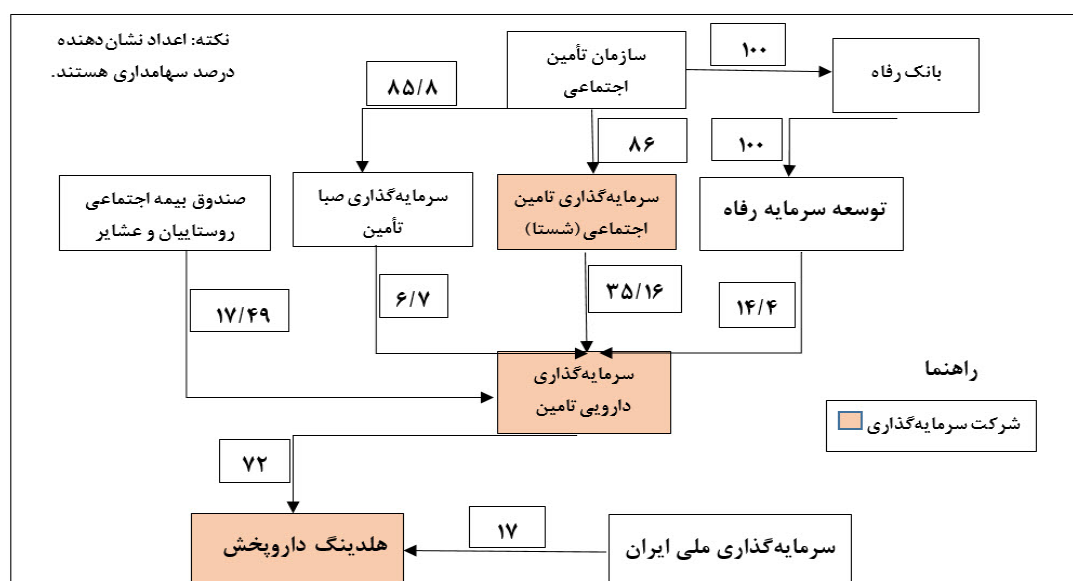 نکته: اعداد نشان‌دهنده
درصد سهامداری هستند.
سازمان تأمین
اجتماعی
۱۰۰
بانک رفاه
۸۵/۸
۸۶
۱۰۰
صندوق بیمه اجتماعی
روستاییان و عشایر
سرمایه‌گذاری صبا
تأمین
سرمایه‌گذاری تامین
اجتماعی(شستا)
توسعه سرمایه رفاه
۱۷/۴۹
۶/۷
۳۵/۱۶
۱۴/۴
سرمایه‌گذاری
دارویی تامین
راهنما
شرکت سرمایه‌گذاری
۷۲
هلدینگ داروپخش
۱۷
سرمایه‌گذاری ملی ایران